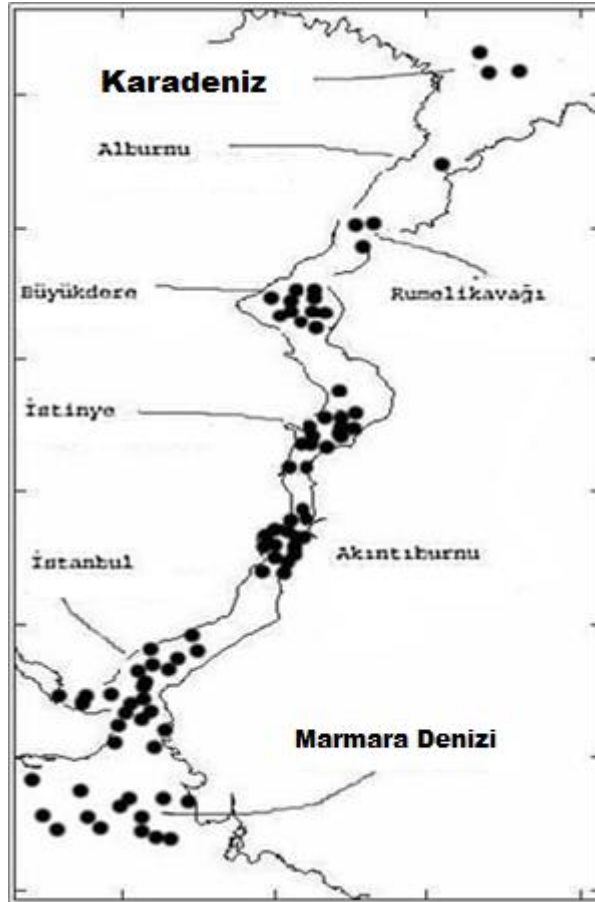 Karadeniz
Alburnu
Büyükdere
Rumelikavağı
İstinye
Akıntıburnu
İstanbul
Marmara Denizi